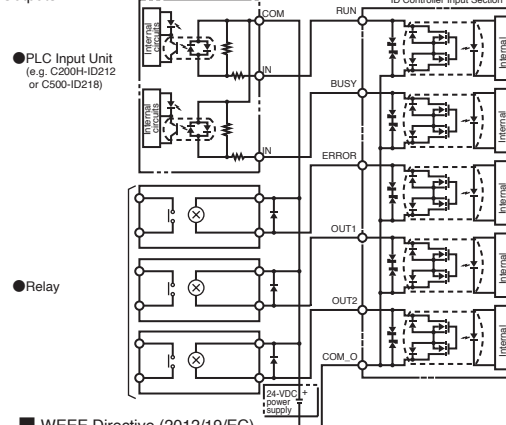 ID Controller Input Section
COM
RUN
Internal
circuits
●PLC Input Unit
(e.g. C200H-ID212
or C500-ID218)
IN
BUSY
Internal
circuits
IN
ERROR
OUT1
●Relay
OUT2
COM_O
24-VDC
power
supply
+
Internal
Internal
Internal
Internal
Internal
■ WEEE Directive (2012/19/EC)